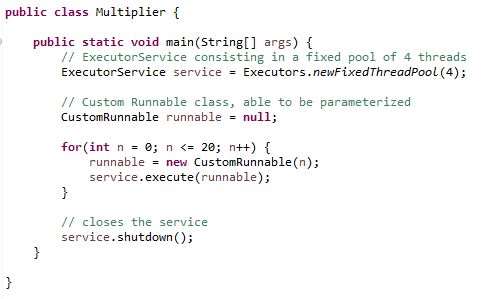 public class Multiplier {
public static void main(String[] args) {
// ExecutorService consisting in a fixed pool of 4 threads
ExecutorService service = Executors.newFixedThreadPool(4);
// Custom Runnable class, able to be parameterized
CustomRunnable runnable = null;
for(int n = 0; n <= 20; n++) {
runnable = new CustomRunnable(n);
service.execute(runnable);
}
// closes the service
service.shutdown();
}
}